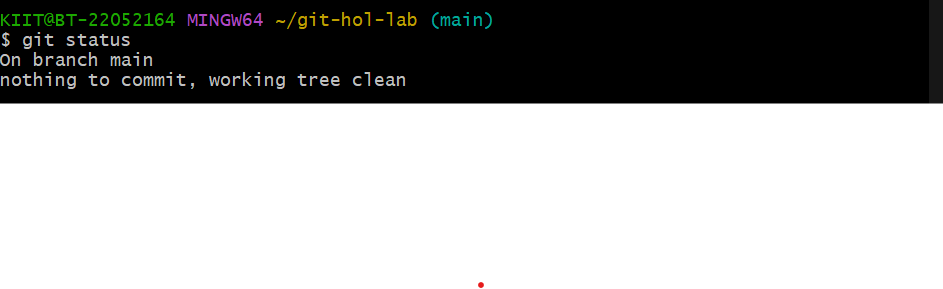 KIIT@BT-22052164 MINGW64 ~/git-hol-lab (main)
$ git status
On branch main
nothing to commit, working tree clean